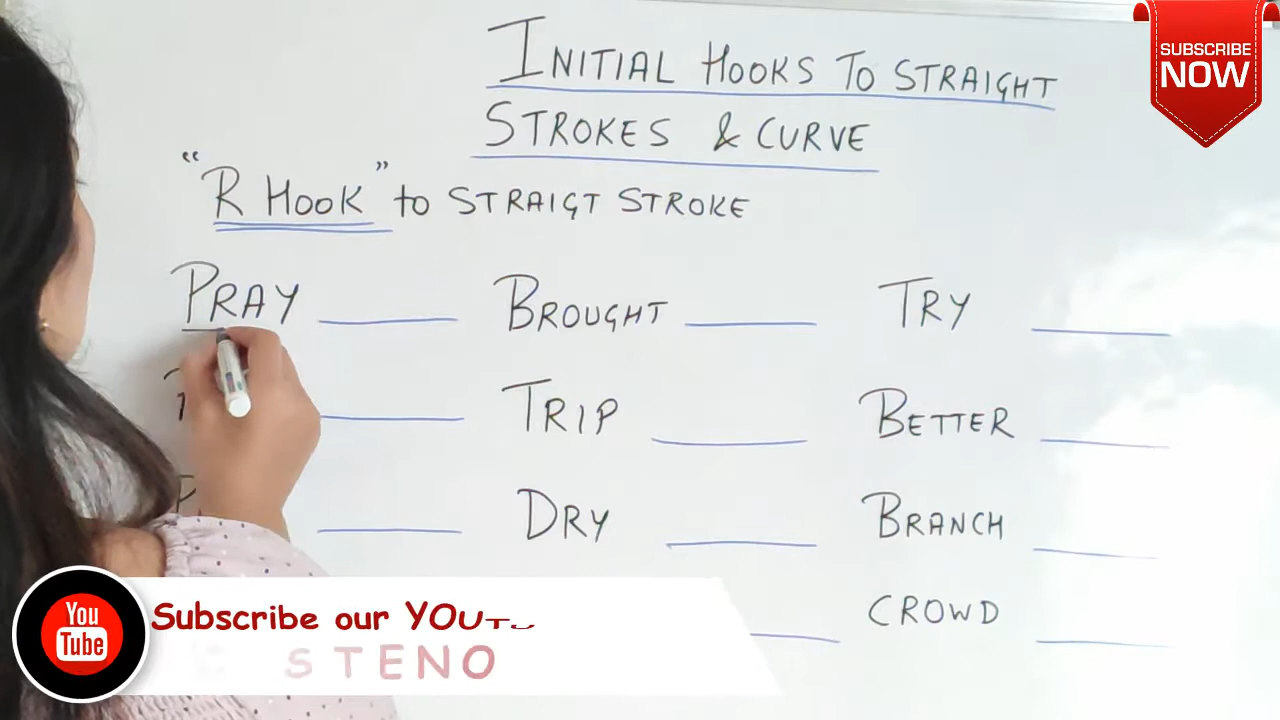 INITIAL HOOKS TO STRAIGHT
STROKES & CURVE
"R HOOK" to STRAIGT STROKE
PRAY BROUGHT TRY
TRIP BETTER
DRY BRANCH
CROWD
SUBSCRIBE
NOW
You
Tube
Subscribe our
STENO